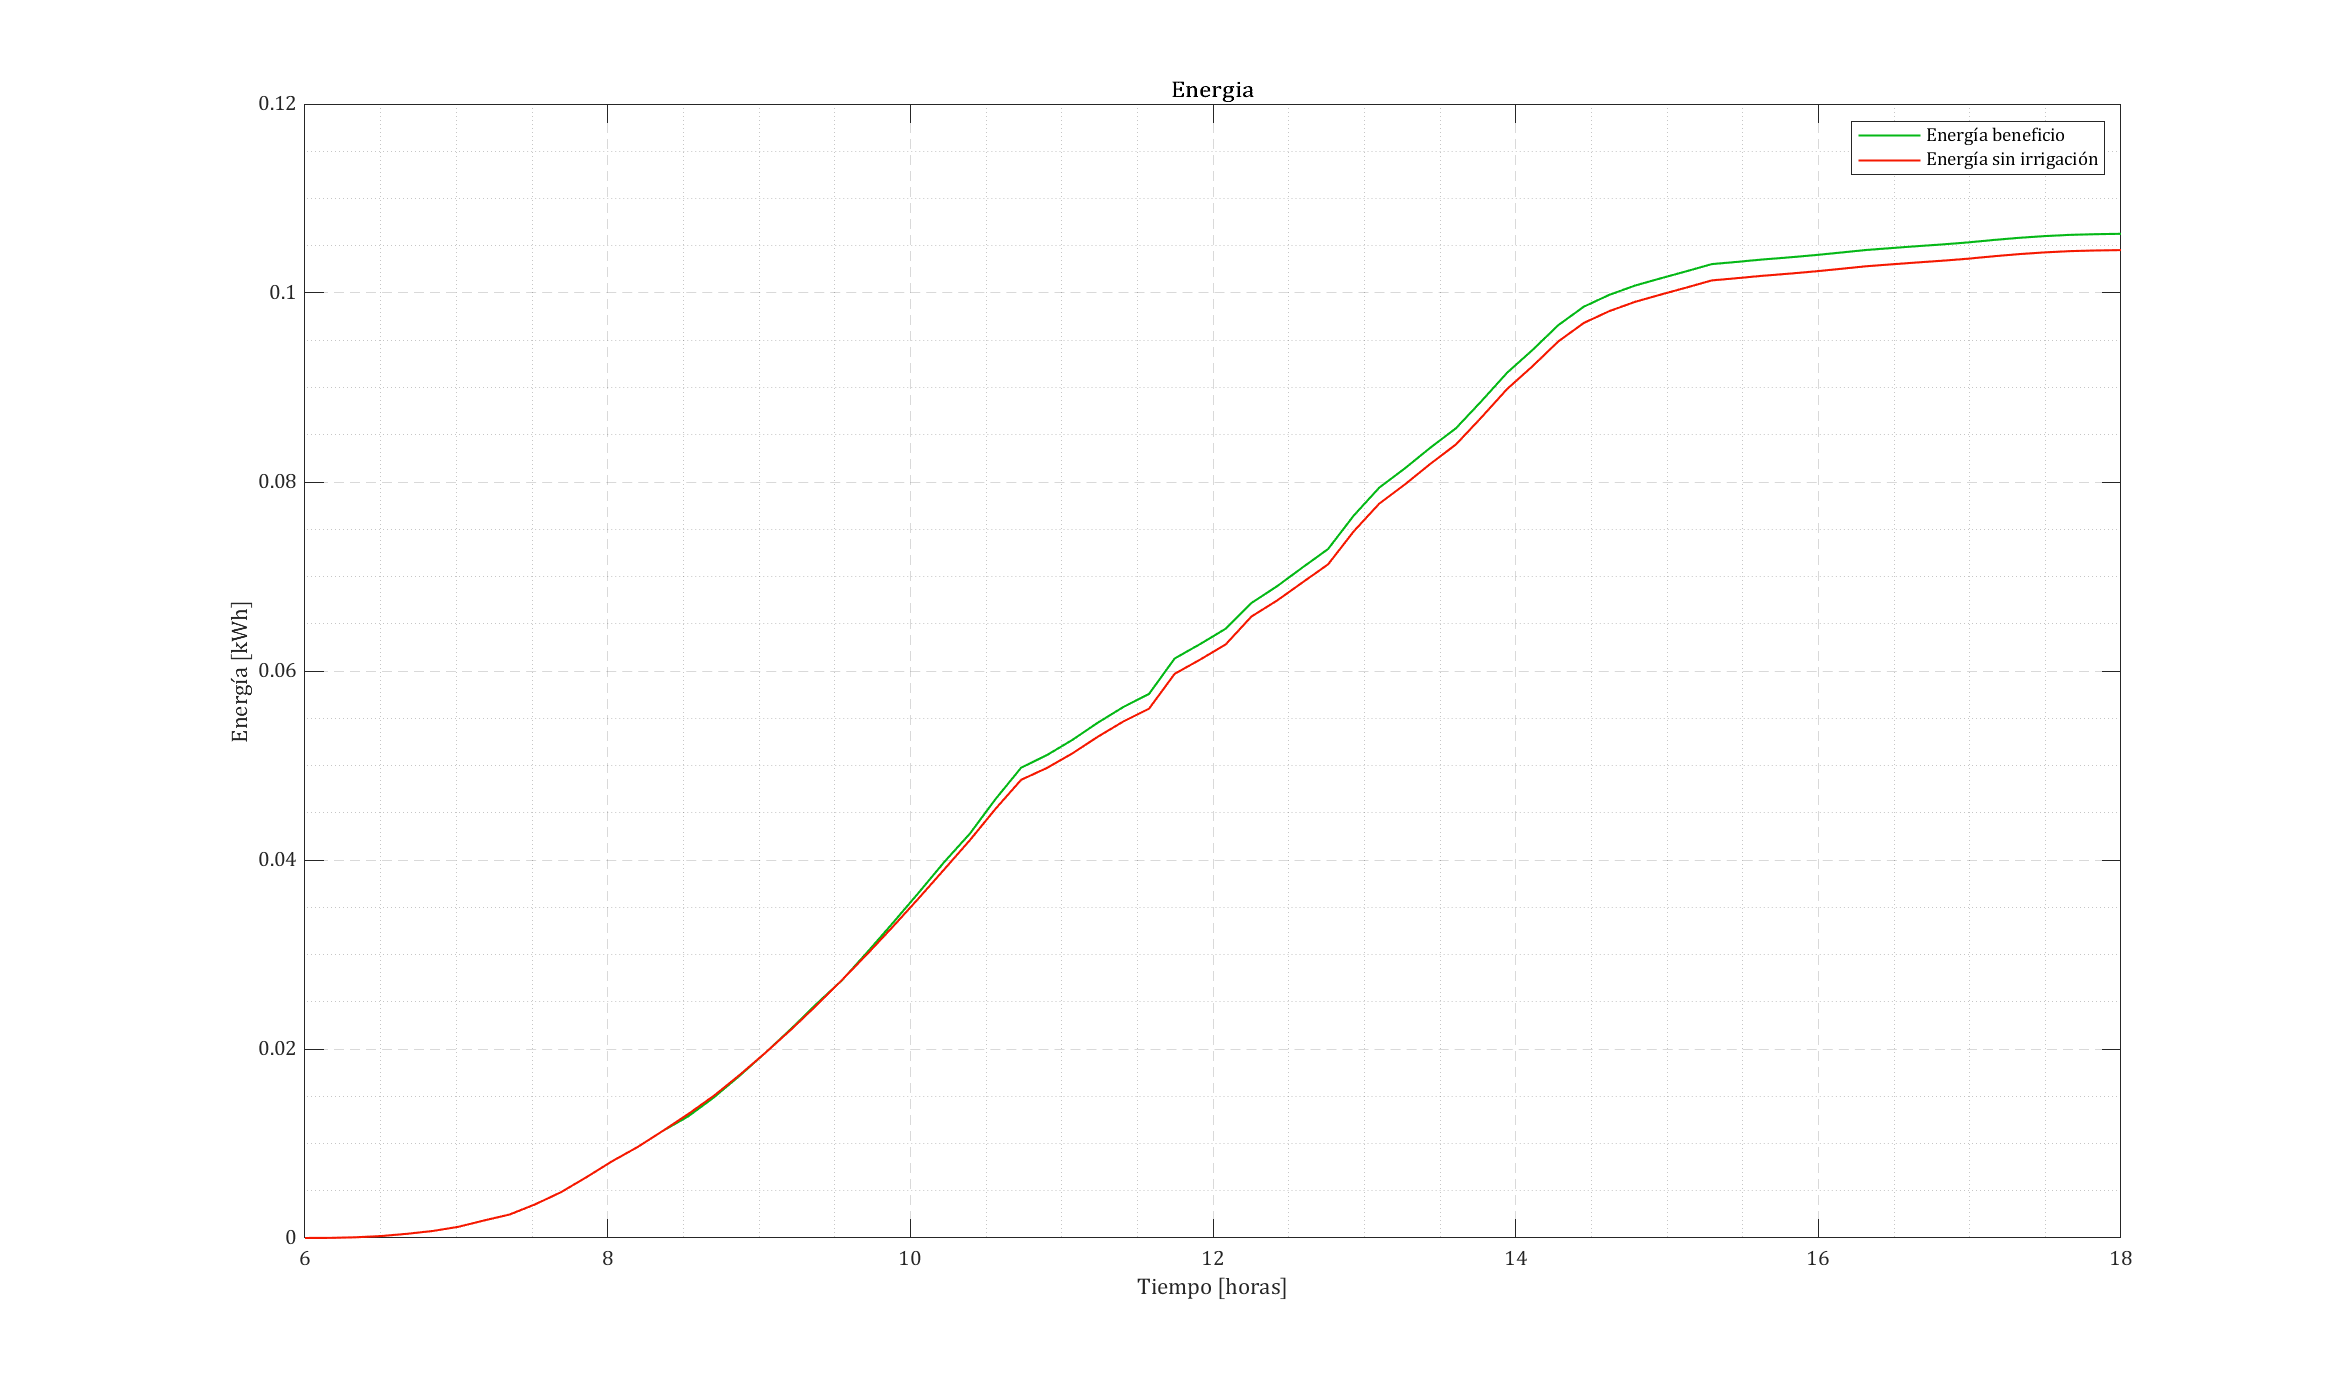 Energia
0.12
0.1
0.08
0.06
0.04
0.02
0
Energía [kWh]
6 8 10 12 14 16 18
Tiempo [horas]
Energía beneficio
Energía sin irrigación